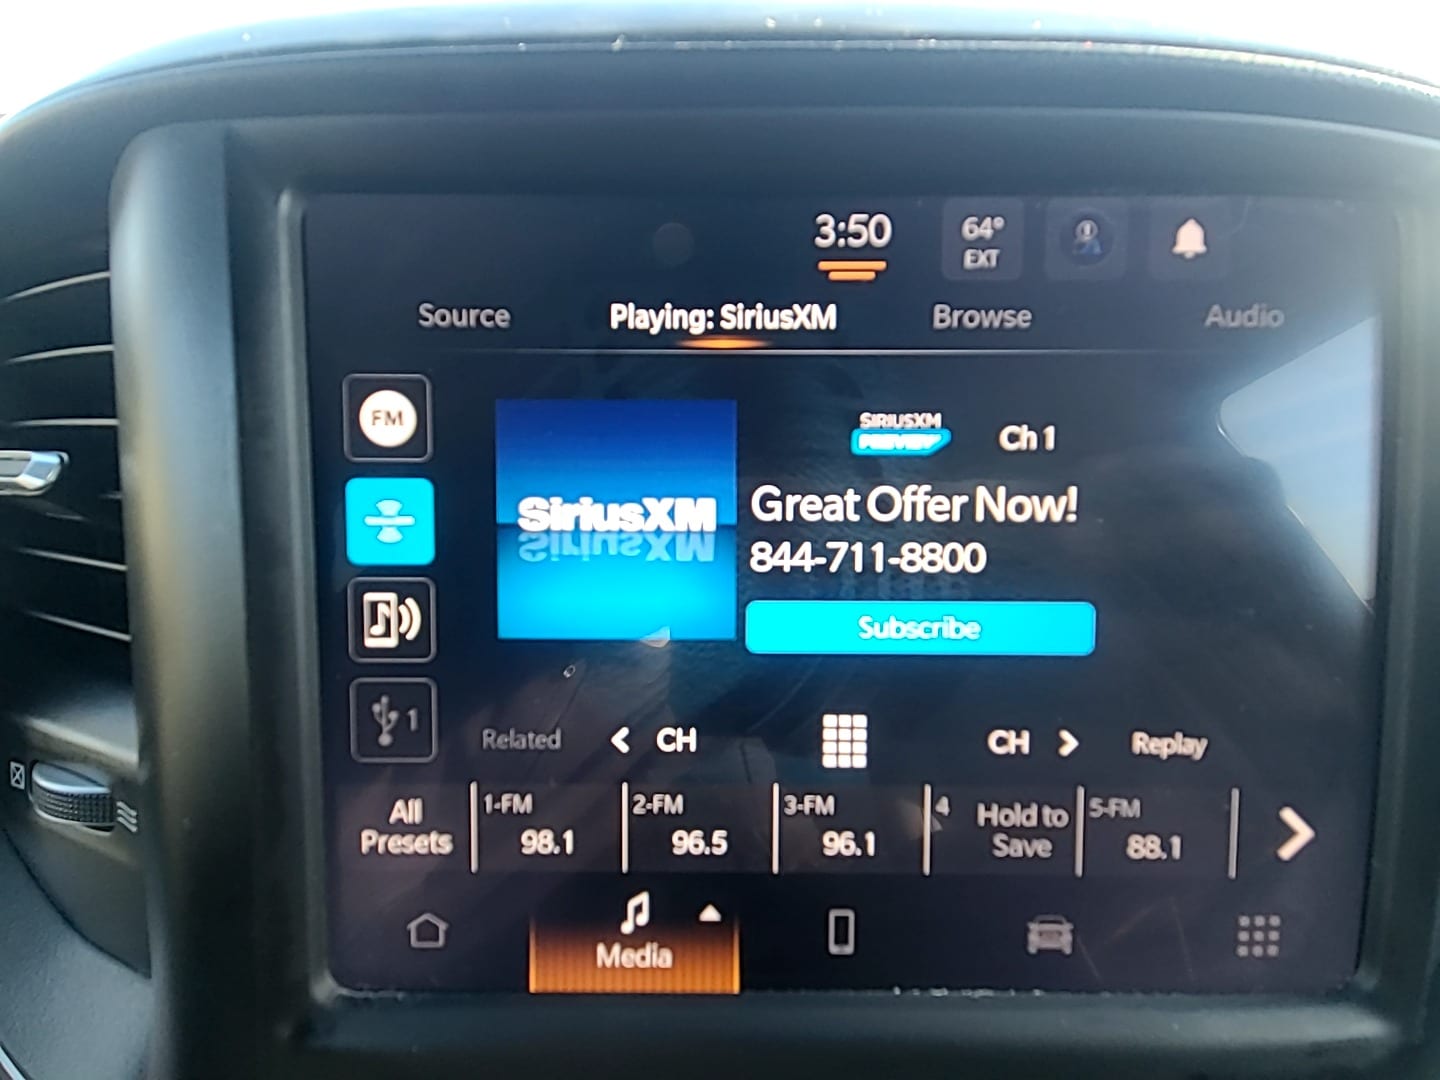 3:50
64°
EXT
Source
Playing: SiriusXM
Browse
Audio
FM
SIRIUSXM
PREVIEW
Ch 1
SiriusXM
Great Offer Now!
844-711-8800
Subscribe
1
Related
CH
CH
Replay
All
Presets
1-FM
98.1
2-FM
96.5
3-FM
96.1
4
Hold to
Save
5-FM
88.1
Media